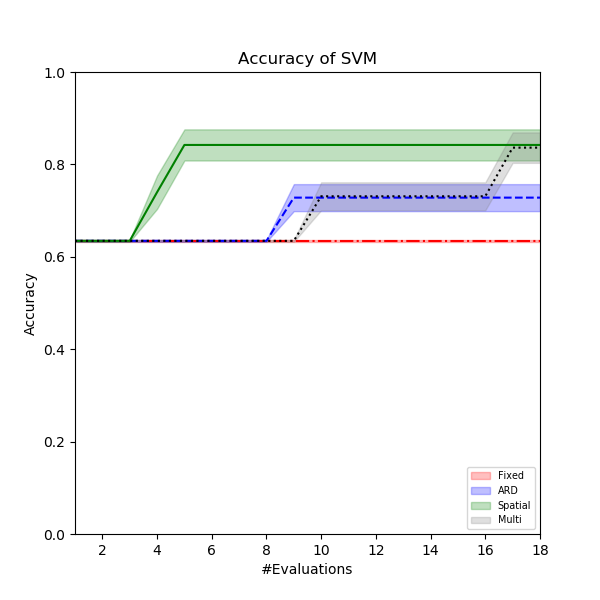 Accuracy of SVM
1.0
0.8
0.6
0.4
0.2
0.0
Accuracy
2 4 6 8 10 12 14 16 18
#Evaluations
Fixed
ARD
Spatial
Multi